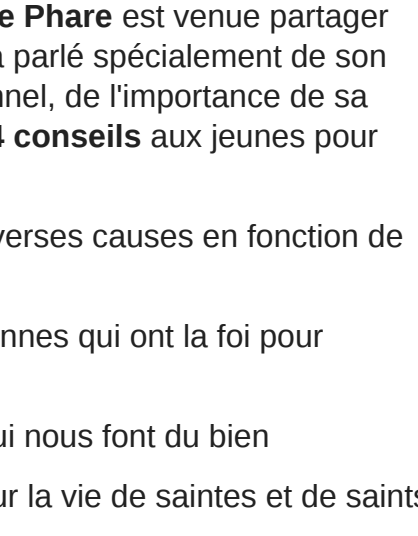 e Phare est venue partager
parlé spécialement de son
nnel, de l'importance de sa
4 conseils aux jeunes pour
verses causes en fonction de
nnes qui ont la foi pour
ui nous font du bien
ur la vie de saintes et de saints